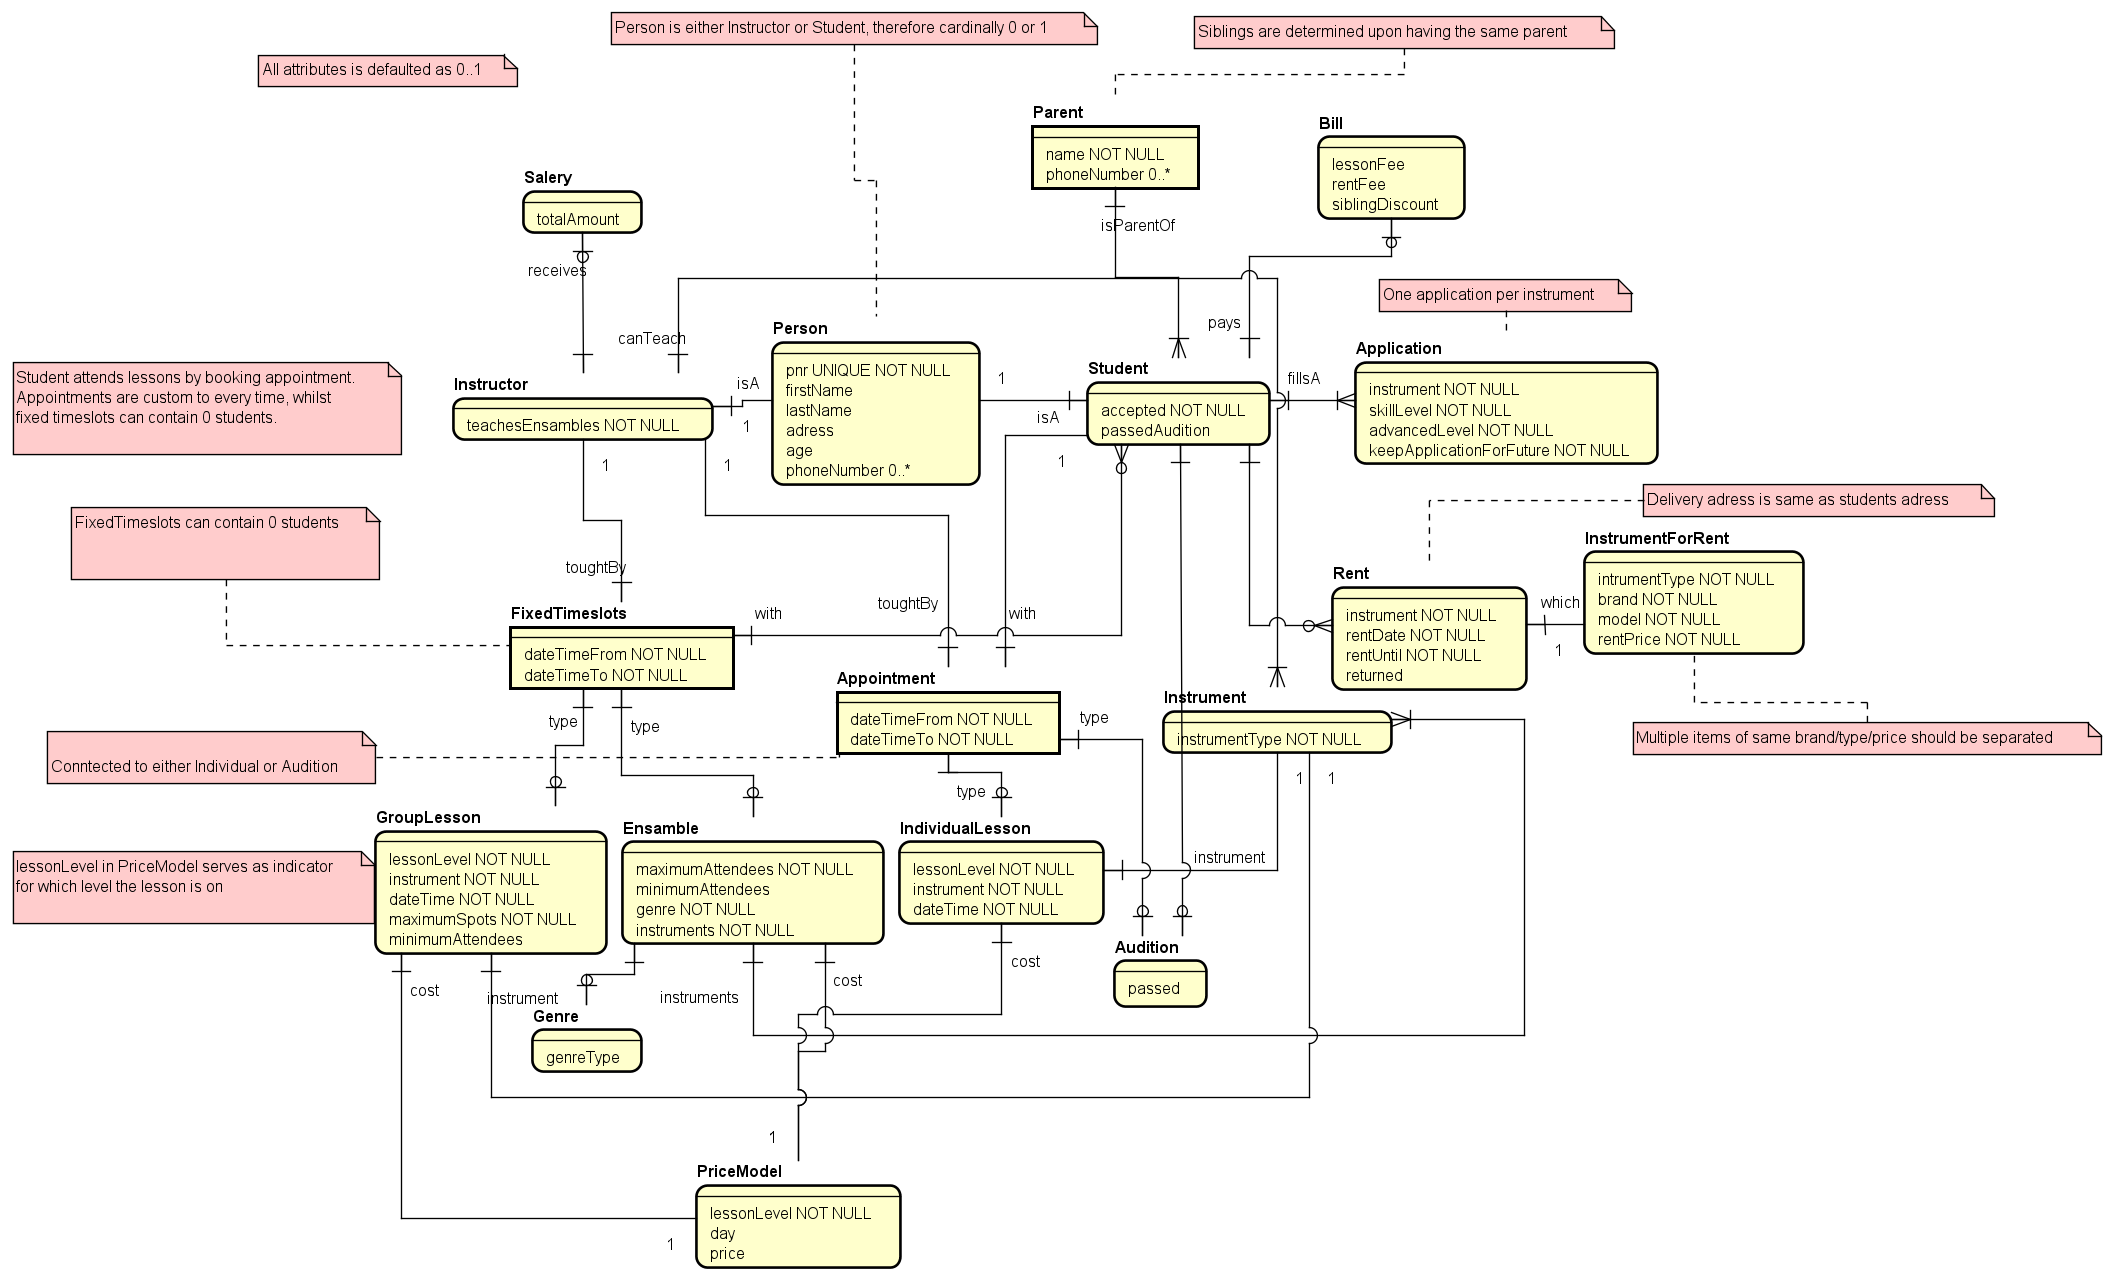 Person is either Instructor or Student, therefore cardinally 0 or 1
Siblings are determined upon having the same parent
All attributes is defaulted as 0..1
Parent
name NOT NULL
phoneNumber 0..*
Bill
lessonFee
rentFee
siblingDiscount
Salery
totalAmount
isParentOf
receives
One application per instrument
pays
canTeach
Person
pnr UNIQUE NOT NULL
firstName
lastName
adress
age
phoneNumber 0..*
Application
instrument NOT NULL
skillLevel NOT NULL
advancedLevel NOT NULL
keepApplicationForFuture NOT NULL
Student attends lessons by booking appointment.
Appointments are custom to every time, whilst
fixed timeslots can contain 0 students.
Instructor
teachesEnsambles NOT NULL
isA
1
1
isA
1
Student
accepted NOT NULL
passedAudition
fillsA
1
1
Delivery adress is same as students adress
FixedTimeslots can contain 0 students
InstrumentForRent
intrumentType NOT NULL
brand NOT NULL
model NOT NULL
rentPrice NOT NULL
toughtBy
Rent
instrument NOT NULL
rentDate NOT NULL
rentUntil NOT NULL
returned
which
1
FixedTimeslots
dateTimeFrom NOT NULL
dateTimeTo NOT NULL
with
toughtBy
with
Appointment
dateTimeFrom NOT NULL
dateTimeTo NOT NULL
type
Instrument
instrumentType NOT NULL
type
type
Multiple items of same brand/type/price should be separated
Conntected to either Individual or Audition
type
1
1
GroupLesson
lessonLevel NOT NULL
instrument NOT NULL
dateTime NOT NULL
maximumSpots NOT NULL
minimumAttendees
Ensamble
maximumAttendees NOT NULL
minimumAttendees
genre NOT NULL
instruments NOT NULL
IndividualLesson
lessonLevel NOT NULL
instrument NOT NULL
dateTime NOT NULL
instrument
lessonLevel in PriceModel serves as indicator
for which level the lesson is on
Audition
passed
cost
instrument
instruments
cost
cost
Genre
genreType
1
PriceModel
lessonLevel NOT NULL
day
price
1